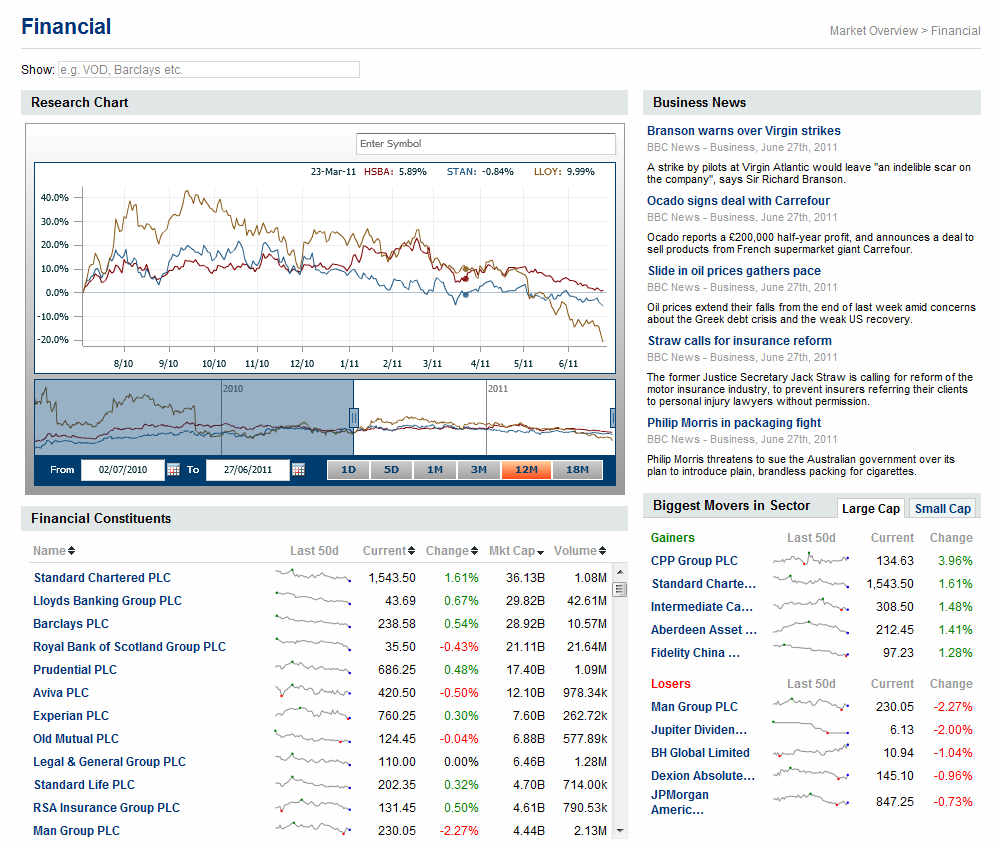 Financial
Market Overview > Financial
Show: e.g. VOD, Barclays etc.
Research Chart
Enter Symbol
23-Mar-11 HSBA: 5.89% STAN: -0.84% LLOY: 9.99%
40.0%
30.0%
20.0%
10.0%
0.0%
-10.0%
-20.0%
8/10 9/10 10/10 11/10 12/10 1/11 2/11 3/11 4/11 5/11 6/11
2010 2011
From 02/07/2010 To 27/06/2011 1D 5D 1M 3M 12M 18M
Financial Constituents
Name Last 50d Current Change Mkt Cap Volume
Standard Chartered PLC 1,543.50 1.61% 36.13B 1.08M
Lloyds Banking Group PLC 43.69 0.67% 29.82B 42.61M
Barclays PLC 238.58 0.54% 28.92B 10.57M
Royal Bank of Scotland Group PLC 35.50 -0.43% 21.11B 21.64M
Prudential PLC 686.25 0.48% 17.40B 1.09M
Aviva PLC 420.50 -0.50% 12.10B 978.34k
Experian PLC 760.25 0.30% 7.60B 262.72k
Old Mutual PLC 124.45 -0.04% 6.88B 577.89k
Legal & General Group PLC 110.00 0.00% 6.46B 1.28M
Standard Life PLC 202.35 0.32% 4.70B 714.00k
RSA Insurance Group PLC 131.45 0.50% 4.61B 790.53k
Man Group PLC 230.05 -2.27% 4.44B 2.13M
Business News
Branson warns over Virgin strikes
BBC News - Business, June 27th, 2011
A strike by pilots at Virgin Atlantic would leave "an indelible scar on
the company", says Sir Richard Branson.
Ocado signs deal with Carrefour
BBC News - Business, June 27th, 2011
Ocado reports a £200,000 half-year profit, and announces a deal to
sell products from French supermarket giant Carrefour.
Slide in oil prices gathers pace
BBC News - Business, June 27th, 2011
Oil prices extend their falls from the end of last week amid concerns
about the Greek debt crisis and the weak US recovery.
Straw calls for insurance reform
BBC News - Business, June 27th, 2011
The former Justice Secretary Jack Straw is calling for reform of the
motor insurance industry, to prevent insurers referring their clients
to personal injury lawyers without permission.
Philip Morris in packaging fight
BBC News - Business, June 27th, 2011
Philip Morris threatens to sue the Australian government over its
plan to introduce plain, brandless packing for cigarettes.
Biggest Movers in Sector Large Cap Small Cap
Gainers Last 50d Current Change
CPP Group PLC 134.63 3.96%
Standard Charte... 1,543.50 1.61%
Intermediate Ca... 308.50 1.48%
Aberdeen Asset ... 212.45 1.41%
Fidelity China ... 97.23 1.28%
Losers Last 50d Current Change
Man Group PLC 230.05 -2.27%
Jupiter Dividen... 6.13 -2.00%
BH Global Limited 10.94 -1.04%
Dexion Absolute... 145.10 -0.96%
JPMorgan
Americ... 847.25 -0.73%